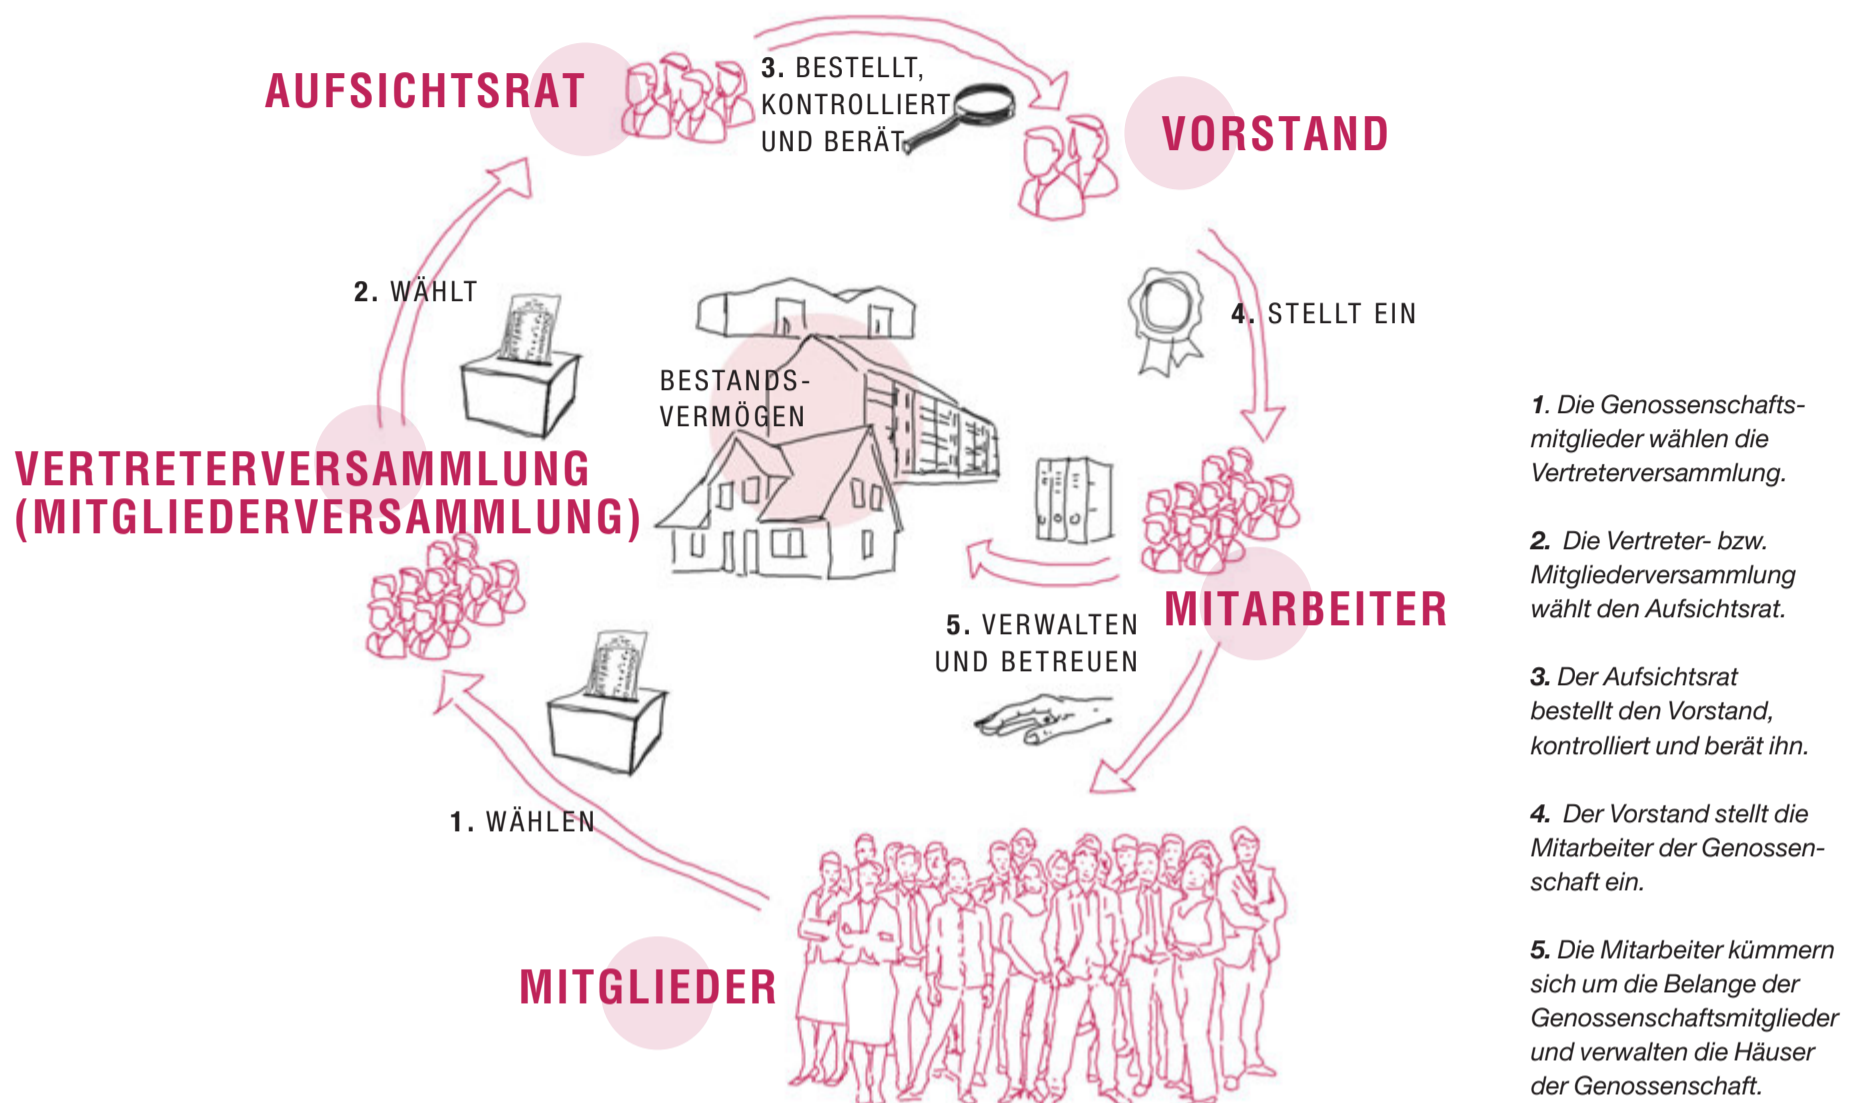 AUFSICHTSRAT
3. BESTELLT,
KONTROLLIERT
UND BERÄT
VORSTAND
2. WÄHLT
4. STELLT EIN
BESTANDS-
VERMÖGEN
VERTRETERVERSAMMLUNG
(MITGLIEDERVERSAMMLUNG)
MITARBEITER
5. VERWALTEN
UND BETREUEN
1. WÄHLEN
MITGLIEDER
1. Die Genossenschafts-
mitglieder wählen die
Vertreterversammlung.
2. Die Vertreter- bzw.
Mitgliederversammlung
wählt den Aufsichtsrat.
3. Der Aufsichtsrat
bestellt den Vorstand,
kontrolliert und berät ihn.
4. Der Vorstand stellt die
Mitarbeiter der Genossen-
schaft ein.
5. Die Mitarbeiter kümmern
sich um die Belange der
Genossenschaftsmitglieder
und verwalten die Häuser
der Genossenschaft.